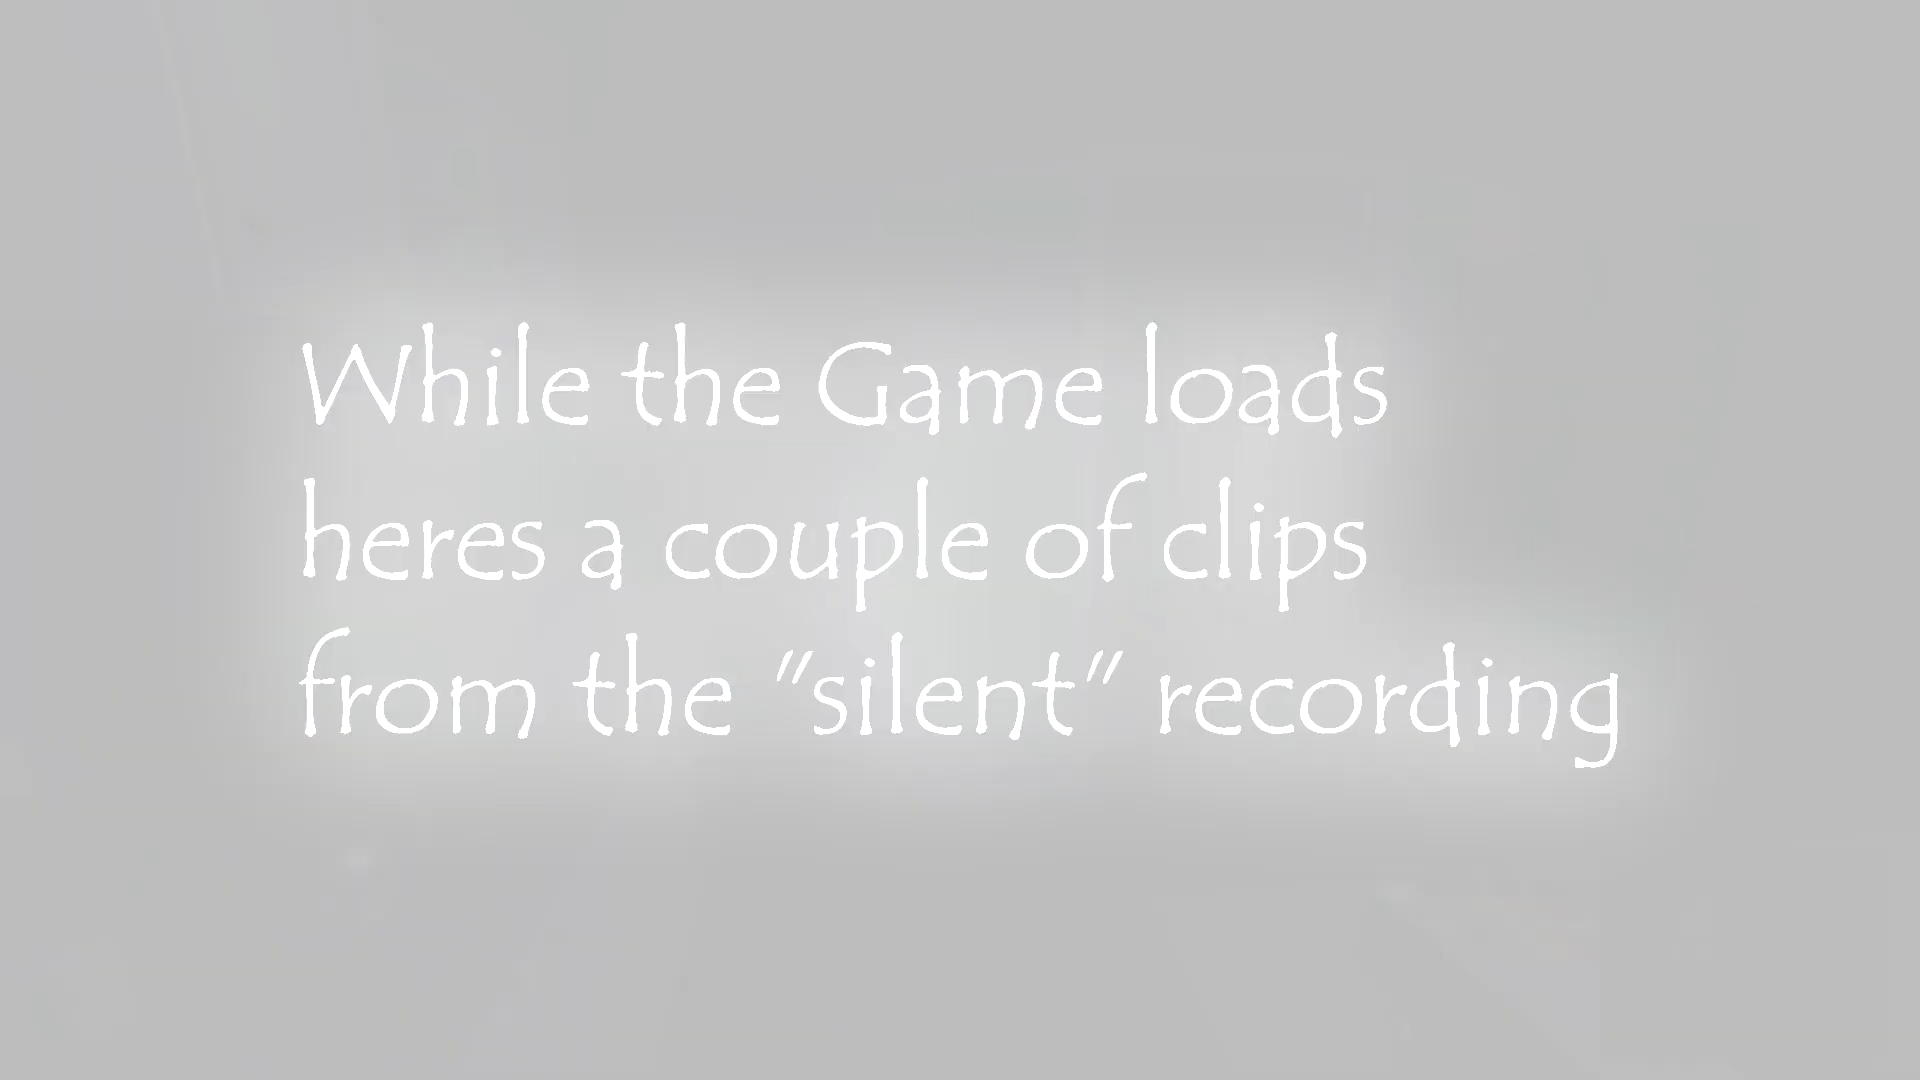 While the Game loads
heres a couple of clips
from the "silent" recording